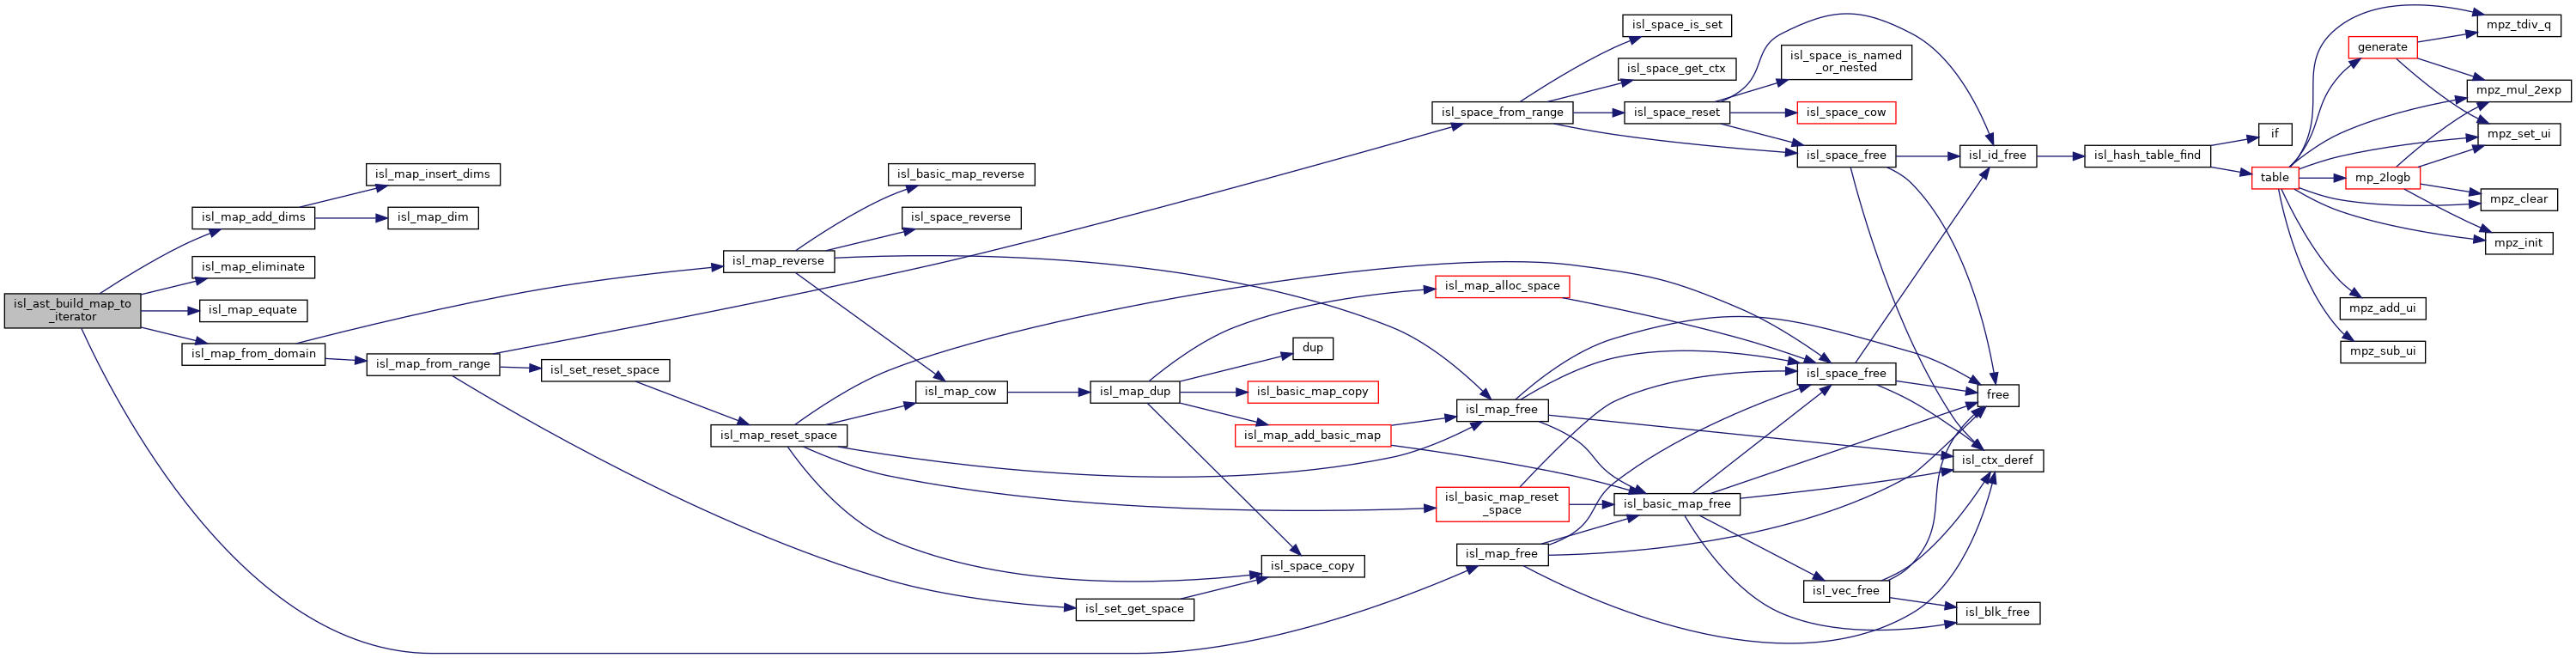 isl_ast_build_map_to
_iterator
isl_map_add_dims
isl_map_eliminate
isl_map_equate
isl_map_from_domain
isl_map_insert_dims
isl_map_dim
isl_map_from_range
isl_set_reset_space
isl_map_reverse
isl_map_reset_space
isl_basic_map_reverse
isl_space_reverse
isl_map_cow
isl_map_dup
isl_set_get_space
dup
isl_basic_map_copy
isl_map_add_basic_map
isl_space_copy
isl_space_from_range
isl_map_alloc_space
isl_map_free
isl_basic_map_reset
_space
isl_map_free
isl_space_is_set
isl_space_get_ctx
isl_space_reset
isl_basic_map_free
isl_space_is_named
_or_nested
isl_space_cow
isl_space_free
isl_space_free
isl_vec_free
isl_id_free
free
isl_ctx_deref
isl_blk_free
isl_hash_table_find
if
table
generate
mp_2logb
mpz_add_ui
mpz_sub_ui
mpz_tdiv_q
mpz_mul_2exp
mpz_set_ui
mpz_clear
mpz_init